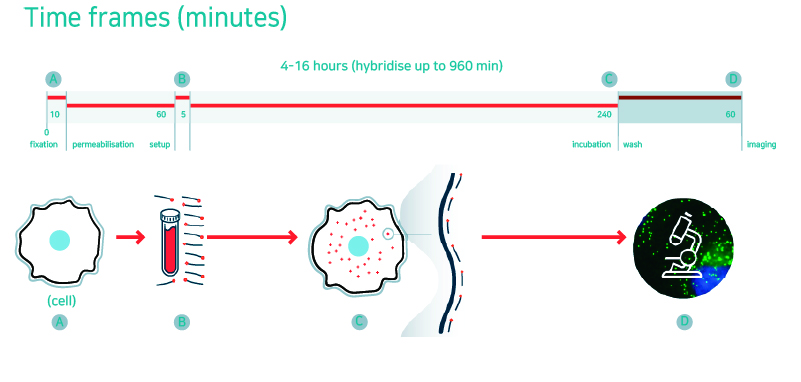 Time frames (minutes)
4-16 hours (hybridise up to 960 min)
A B C D
10 60 5 240 60
0
fixation permeabilisation setup incubation wash imaging
(cell)
A B C D